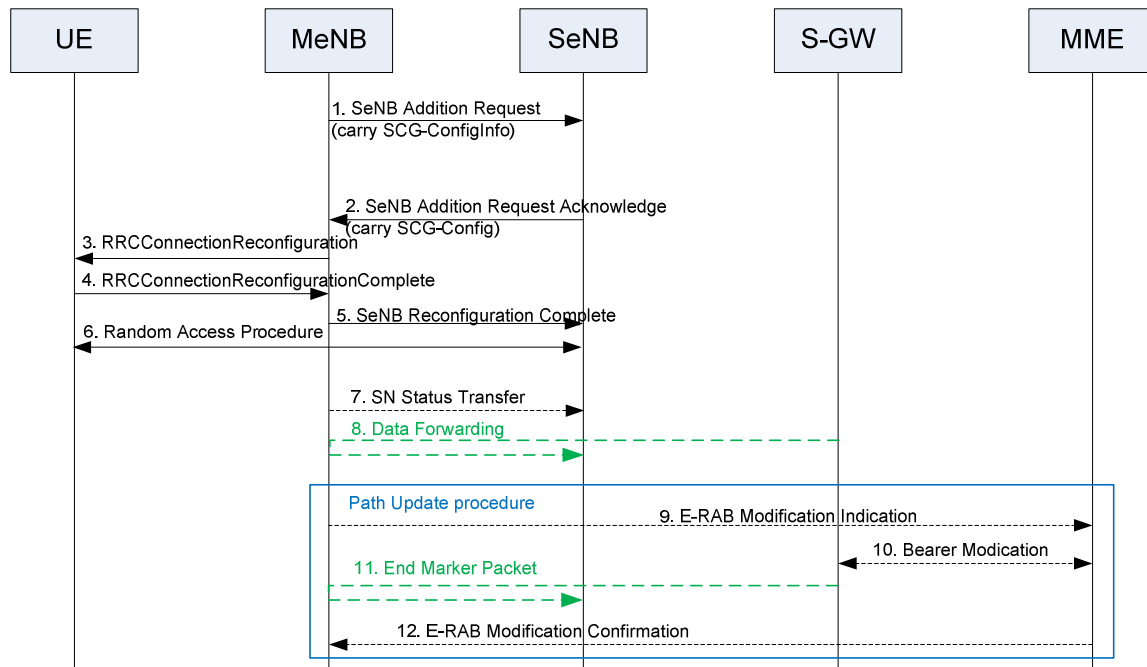 UE
MeNB
SeNB
S-GW
MME
1. SeNB Addition Request
(carry SCG-ConfigInfo)
2. SeNB Addition Request Acknowledge
(carry SCG-Config)
3. RRCConnectionReconfiguration
4. RRCConnectionReconfigurationComplete
5. SeNB Reconfiguration Complete
6. Random Access Procedure
7. SN Status Transfer
8. Data Forwarding
Path Update procedure
9. E-RAB Modification Indication
10. Bearer Modication
11. End Marker Packet
12. E-RAB Modification Confirmation